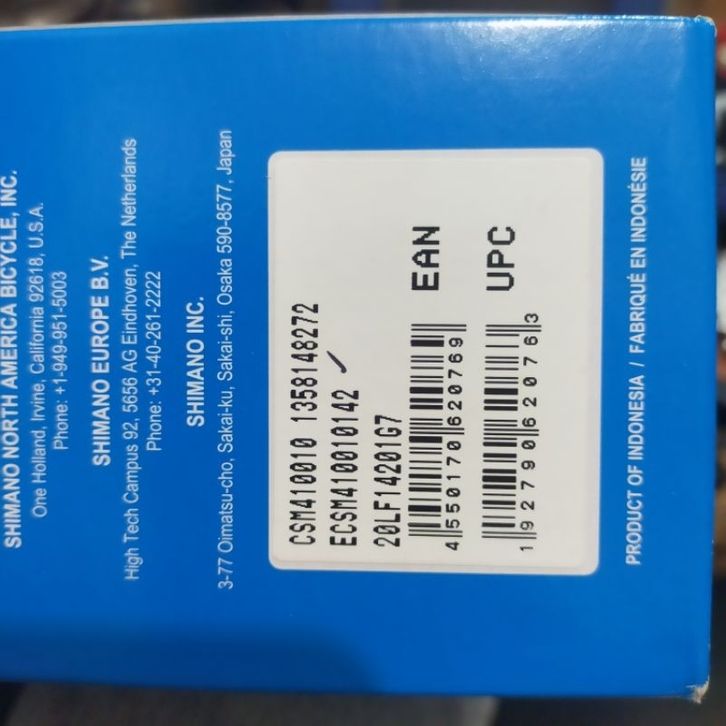 SHIMANO NORTH AMERICA BICYCLE, INC.
One Holland, Irvine, California 92618, U.S.A.
Phone: +1-949-951-5003
SHIMANO EUROPE B.V.
High Tech Campus 92, 5656 AG Eindhoven, The Netherlands
Phone: +31-40-261-2222
SHIMANO INC.
3-77 Oimatsu-cho, Sakai-ku, Sakai-shi, Osaka 590-8577, Japan
CSM410010 1358148272
ECSM410010142
20LF14201G7
4 550170 620769 EAN
1 92790 62076 3 UPC
PRODUCT OF INDONESIA / FABRIQUÉ EN INDONÉSIE